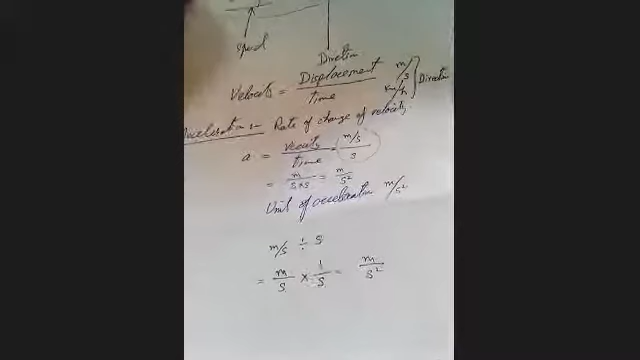 speed
Direction
Velocity = Displacement / time m/s km/h } Direction
Acceleration :- Rate of change of velocity.
a = velocity / time = m/s / s
= m / s×s = m / s²
Unit of acceleration m/s²
m/s ÷ s
= m/s × 1/s = m / s²